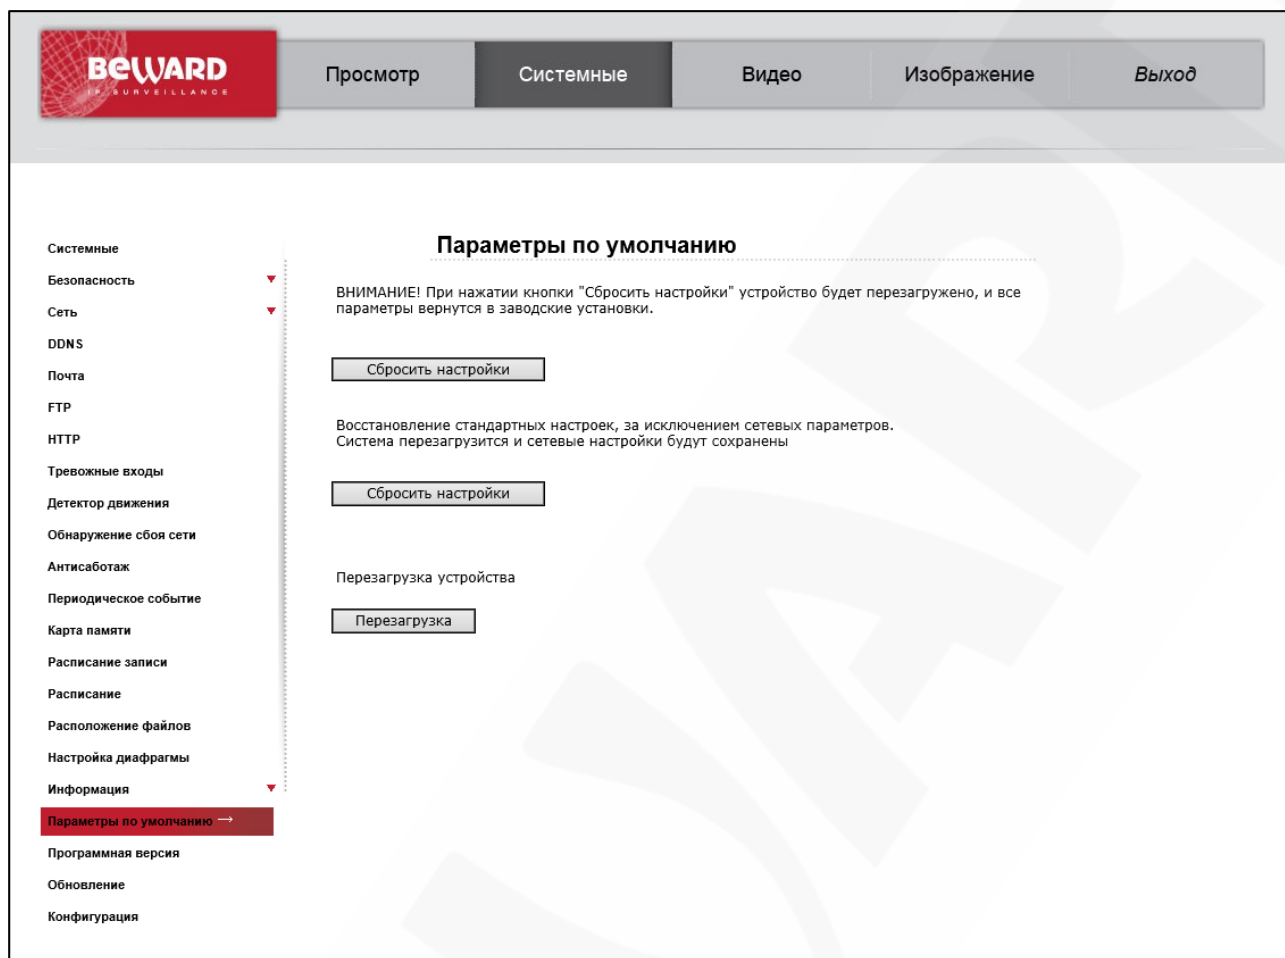 BEWARD
IP SURVEILLANCE
Просмотр
Системные
Видео
Изображение
Выход
Системные
Безопасность
Сеть
DDNS
Почта
FTP
HTTP
Тревожные входы
Детектор движения
Обнаружение сбоя сети
Антисаботаж
Периодическое событие
Карта памяти
Расписание записи
Расписание
Расположение файлов
Настройка диафрагмы
Информация
Параметры по умолчанию →
Программная версия
Обновление
Конфигурация
Параметры по умолчанию
ВНИМАНИЕ! При нажатии кнопки "Сбросить настройки" устройство будет перезагружено, и все
параметры вернутся в заводские установки.
Сбросить настройки
Восстановление стандартных настроек, за исключением сетевых параметров.
Система перезагрузится и сетевые настройки будут сохранены
Сбросить настройки
Перезагрузка устройства
Перезагрузка